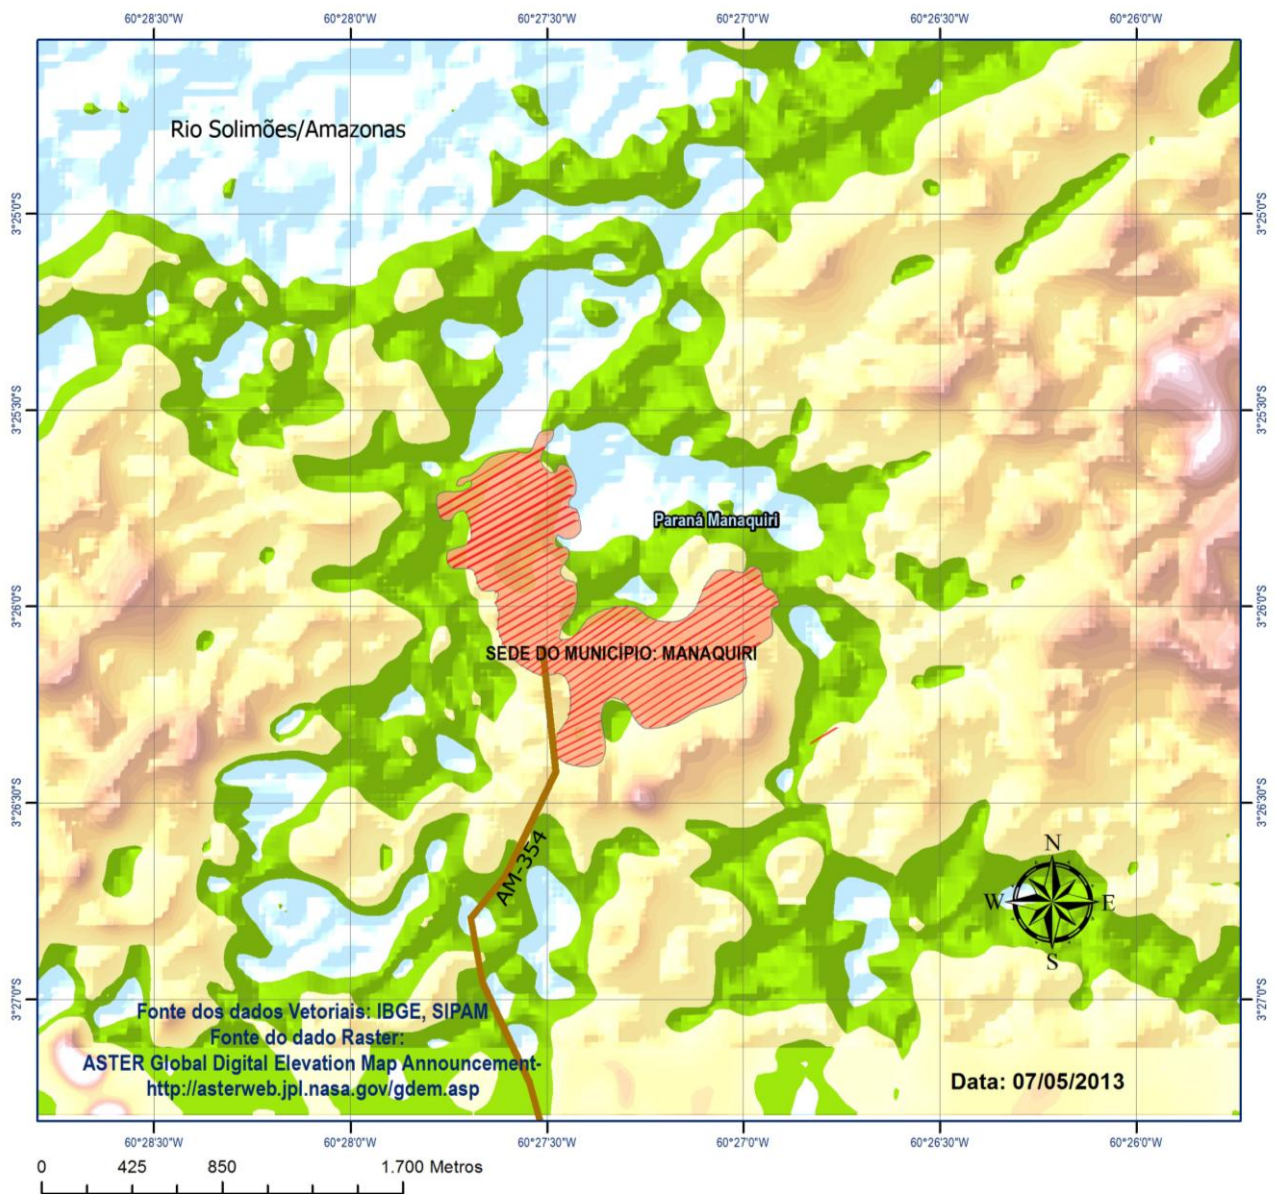 60°28'30"W 60°28'0"W 60°27'30"W 60°27'0"W 60°26'30"W 60°26'0"W
Rio Solimões/Amazonas
3°25'0"S 3°25'0"S
3°25'30"S 3°25'30"S
Paraná Manaquiri
3°26'0"S 3°26'0"S
SEDE DO MUNICÍPIO: MANAQUIRI
3°26'30"S 3°26'30"S
AM-354
N
W E
S
3°27'0"S 3°27'0"S
Fonte dos dados Vetoriais: IBGE, SIPAM
Fonte do dado Raster:
ASTER Global Digital Elevation Map Announcement-
http://asterweb.jpl.nasa.gov/gdem.asp
Data: 07/05/2013
60°28'30"W 60°28'0"W 60°27'30"W 60°27'0"W 60°26'30"W 60°26'0"W
0 425 850 1.700 Metros